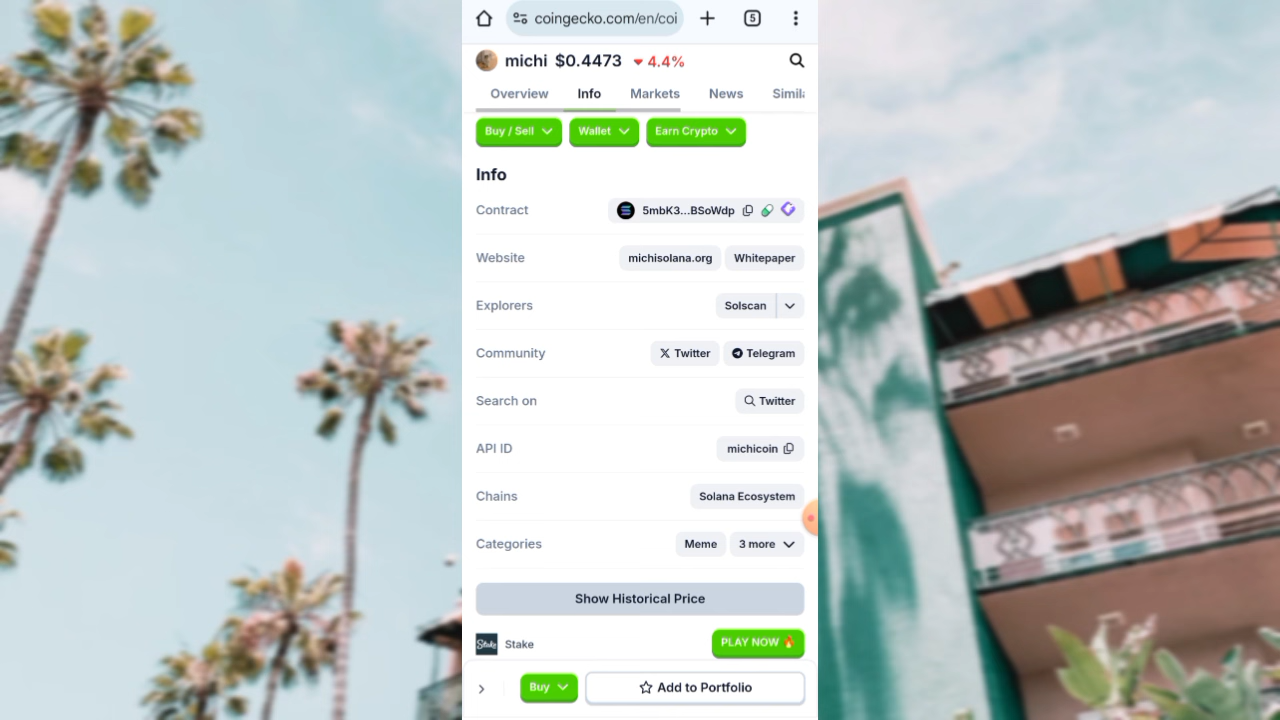 coingecko.com/en/coi
5
michi $0.4473 4.4%
Overview Info Markets News Simila
Buy / Sell Wallet Earn Crypto
Info
Contract 5mbK3...BSoWdp
Website michisolana.org Whitepaper
Explorers Solscan
Community Twitter Telegram
Search on Twitter
API ID michicoin
Chains Solana Ecosystem
Categories Meme 3 more
Show Historical Price
Stake Stake PLAY NOW 🔥
Buy Add to Portfolio